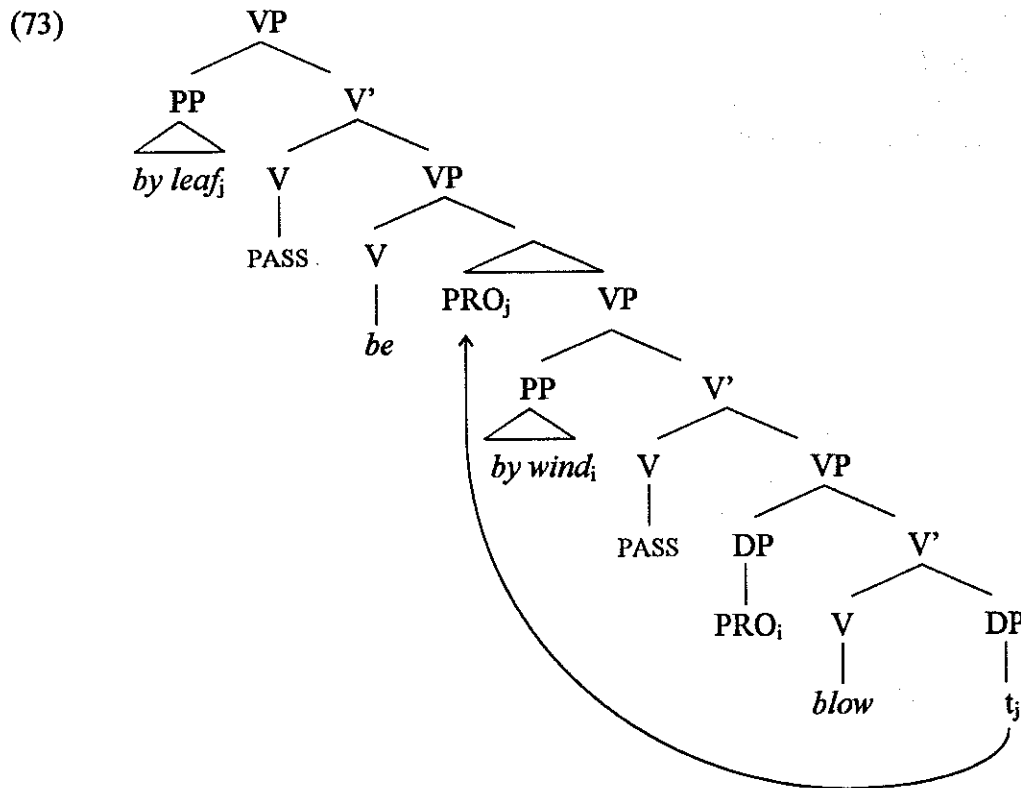 (73) VP
PP V'
by leafj V VP
PASS V
PROj VP
be
PP V'
by windi V VP
PASS DP V'
PROi V DP
blow tj